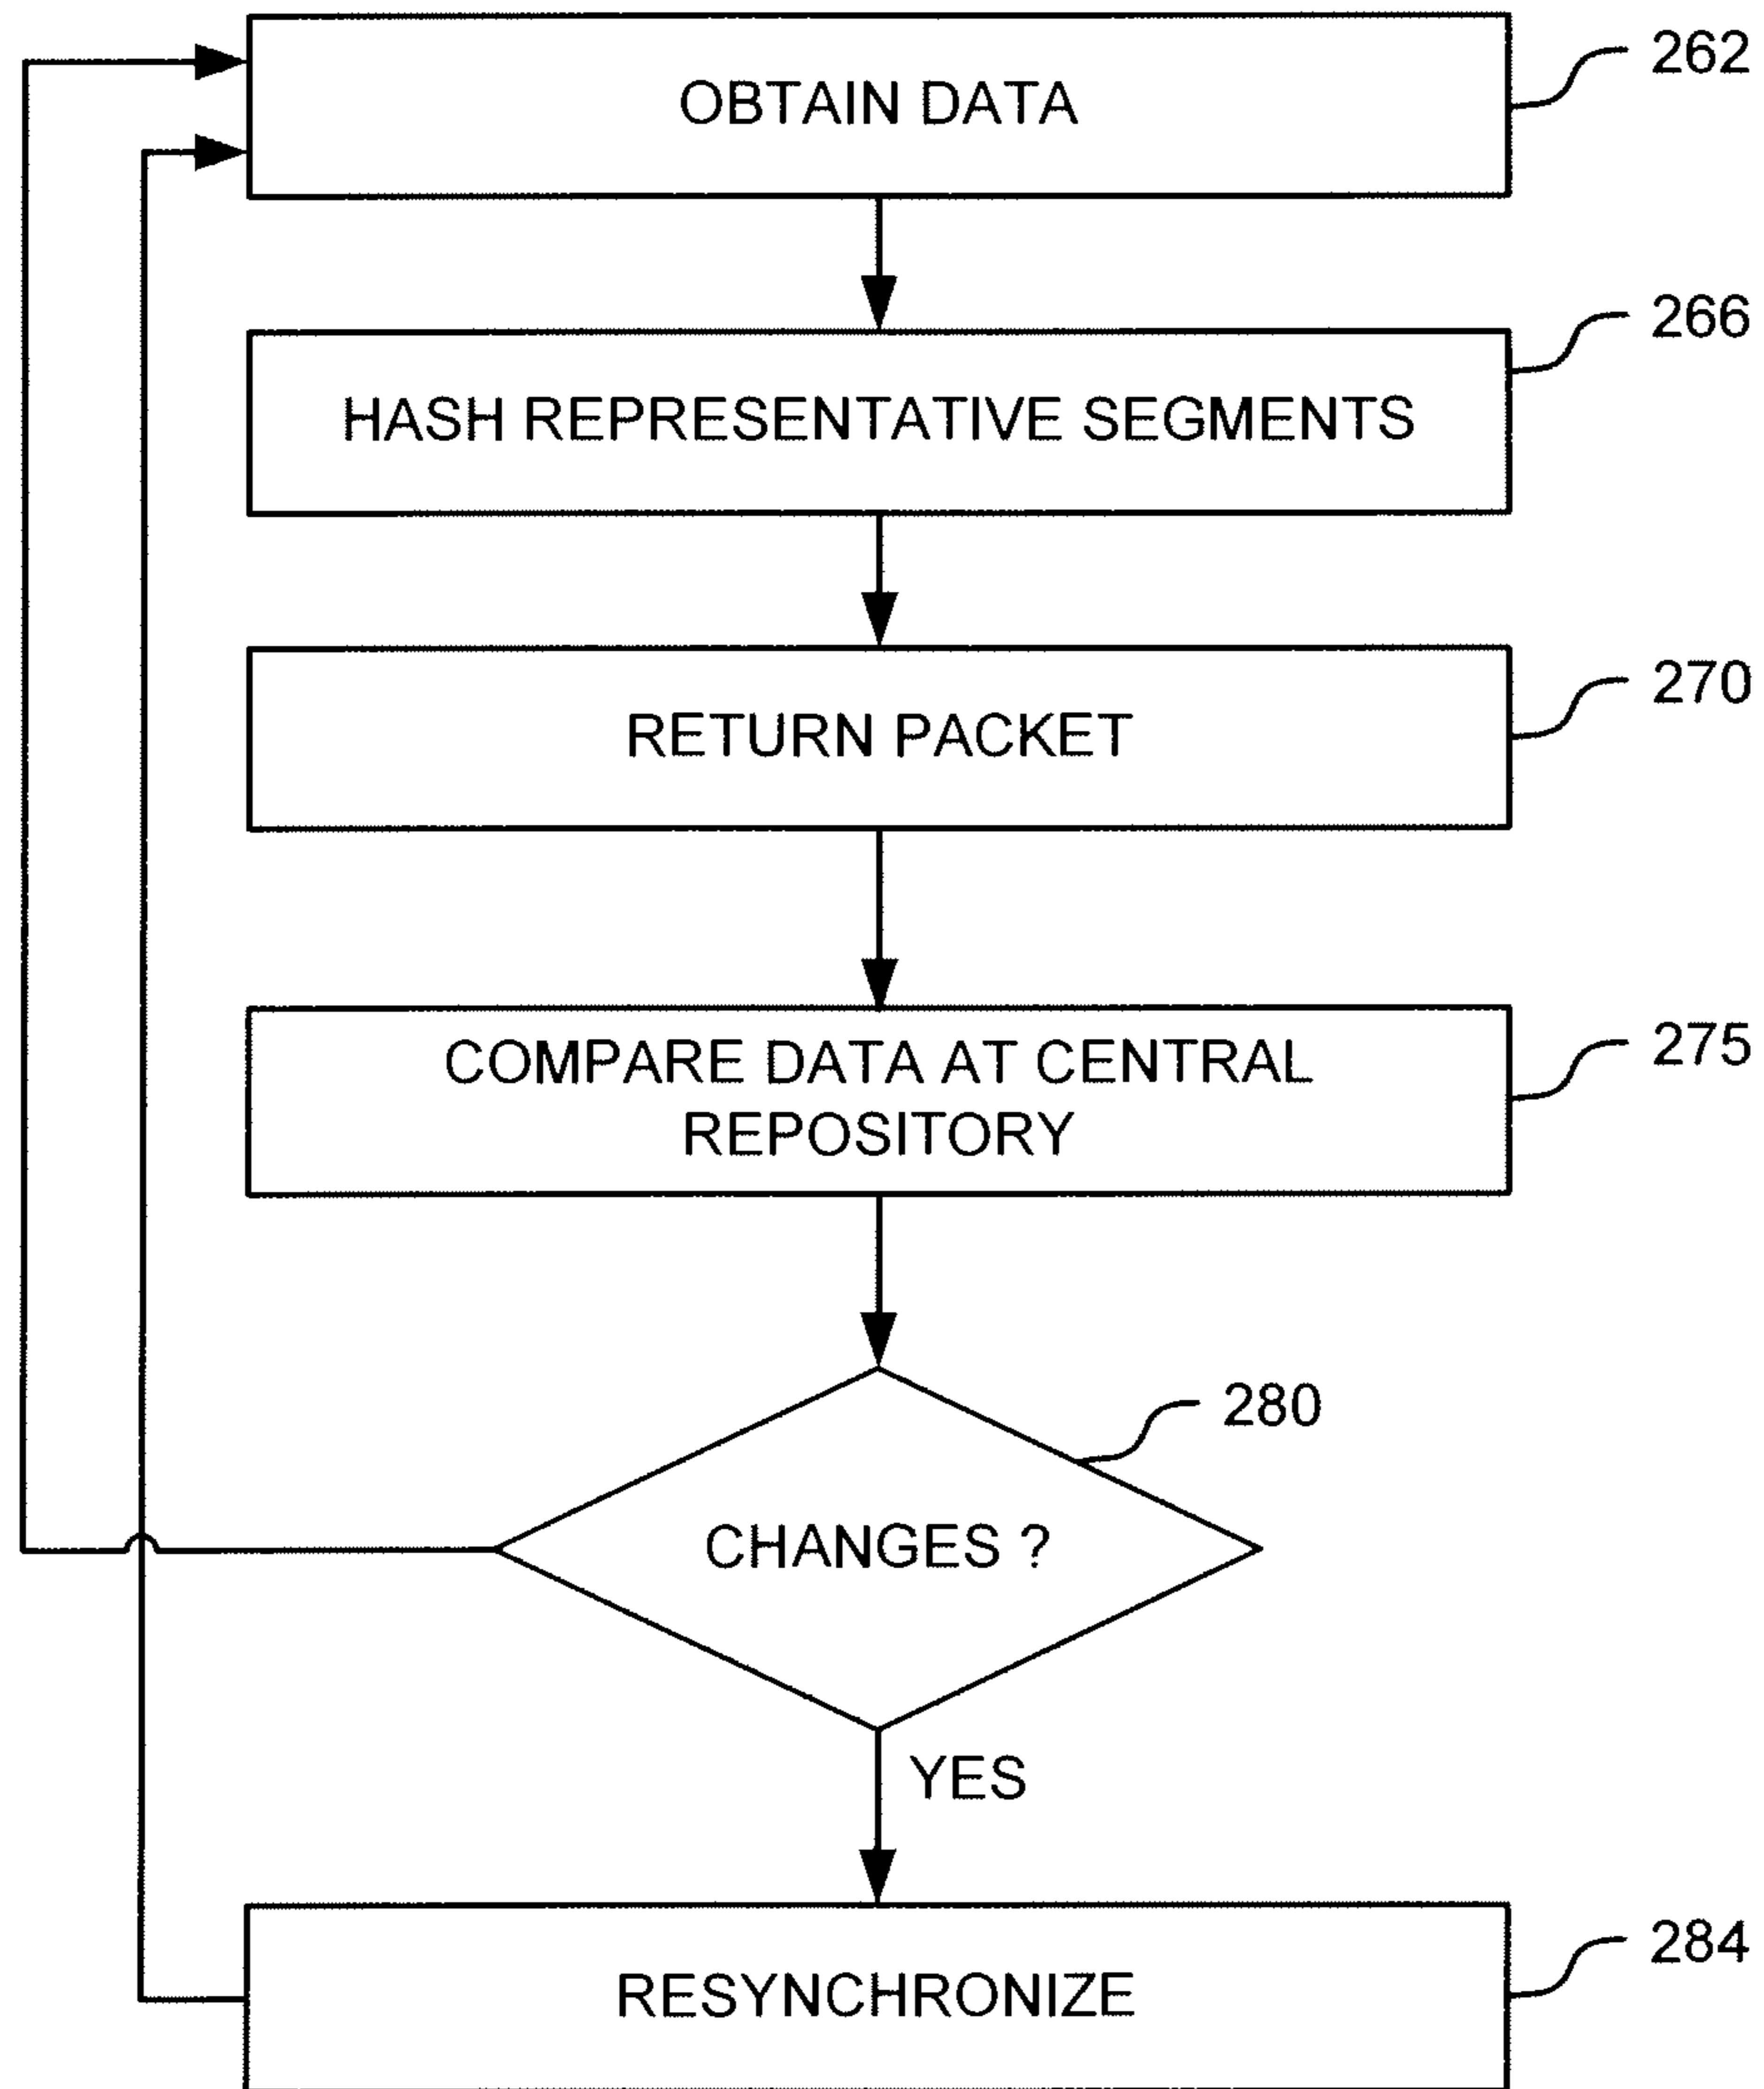 OBTAIN DATA
262
HASH REPRESENTATIVE SEGMENTS
266
RETURN PACKET
270
COMPARE DATA AT CENTRAL
REPOSITORY
275
280
CHANGES ?
YES
RESYNCHRONIZE
284